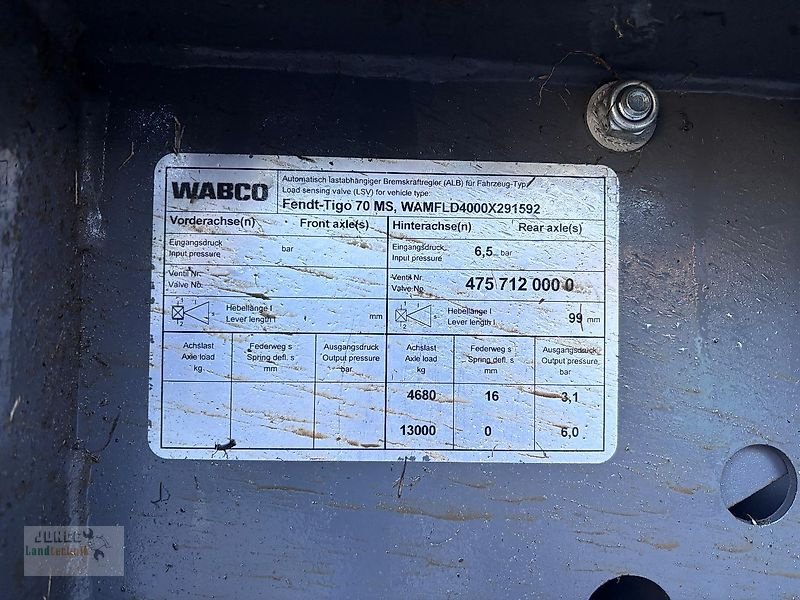 WABCO
Automatisch lastabhängiger Bremskraftregler (ALB) für Fahrzeug-Typ
Load sensing valve (LSV) for vehicle type:
Fendt-Tigo 70 MS, WAMFLD4000X291592
Vorderachse(n) Front axle(s) Hinterachse(n) Rear axle(s)
Eingangsdruck
Input pressure bar
Eingangsdruck
Input pressure 6,5 bar
Ventil Nr.
Valve No.
Ventil Nr.
Valve No. 475 712 000 0
Hebellänge l
Lever length l mm
Hebellänge l
Lever length l 99 mm
Achslast Federweg s Ausgangsdruck Achslast Federweg s Ausgangsdruck
Axle load Spring defl. s Output pressure Axle load Spring defl. s Output pressure
kg mm bar kg mm bar
4680 16 3,1
13000 0 6,0
JUNGE
Landtechnik